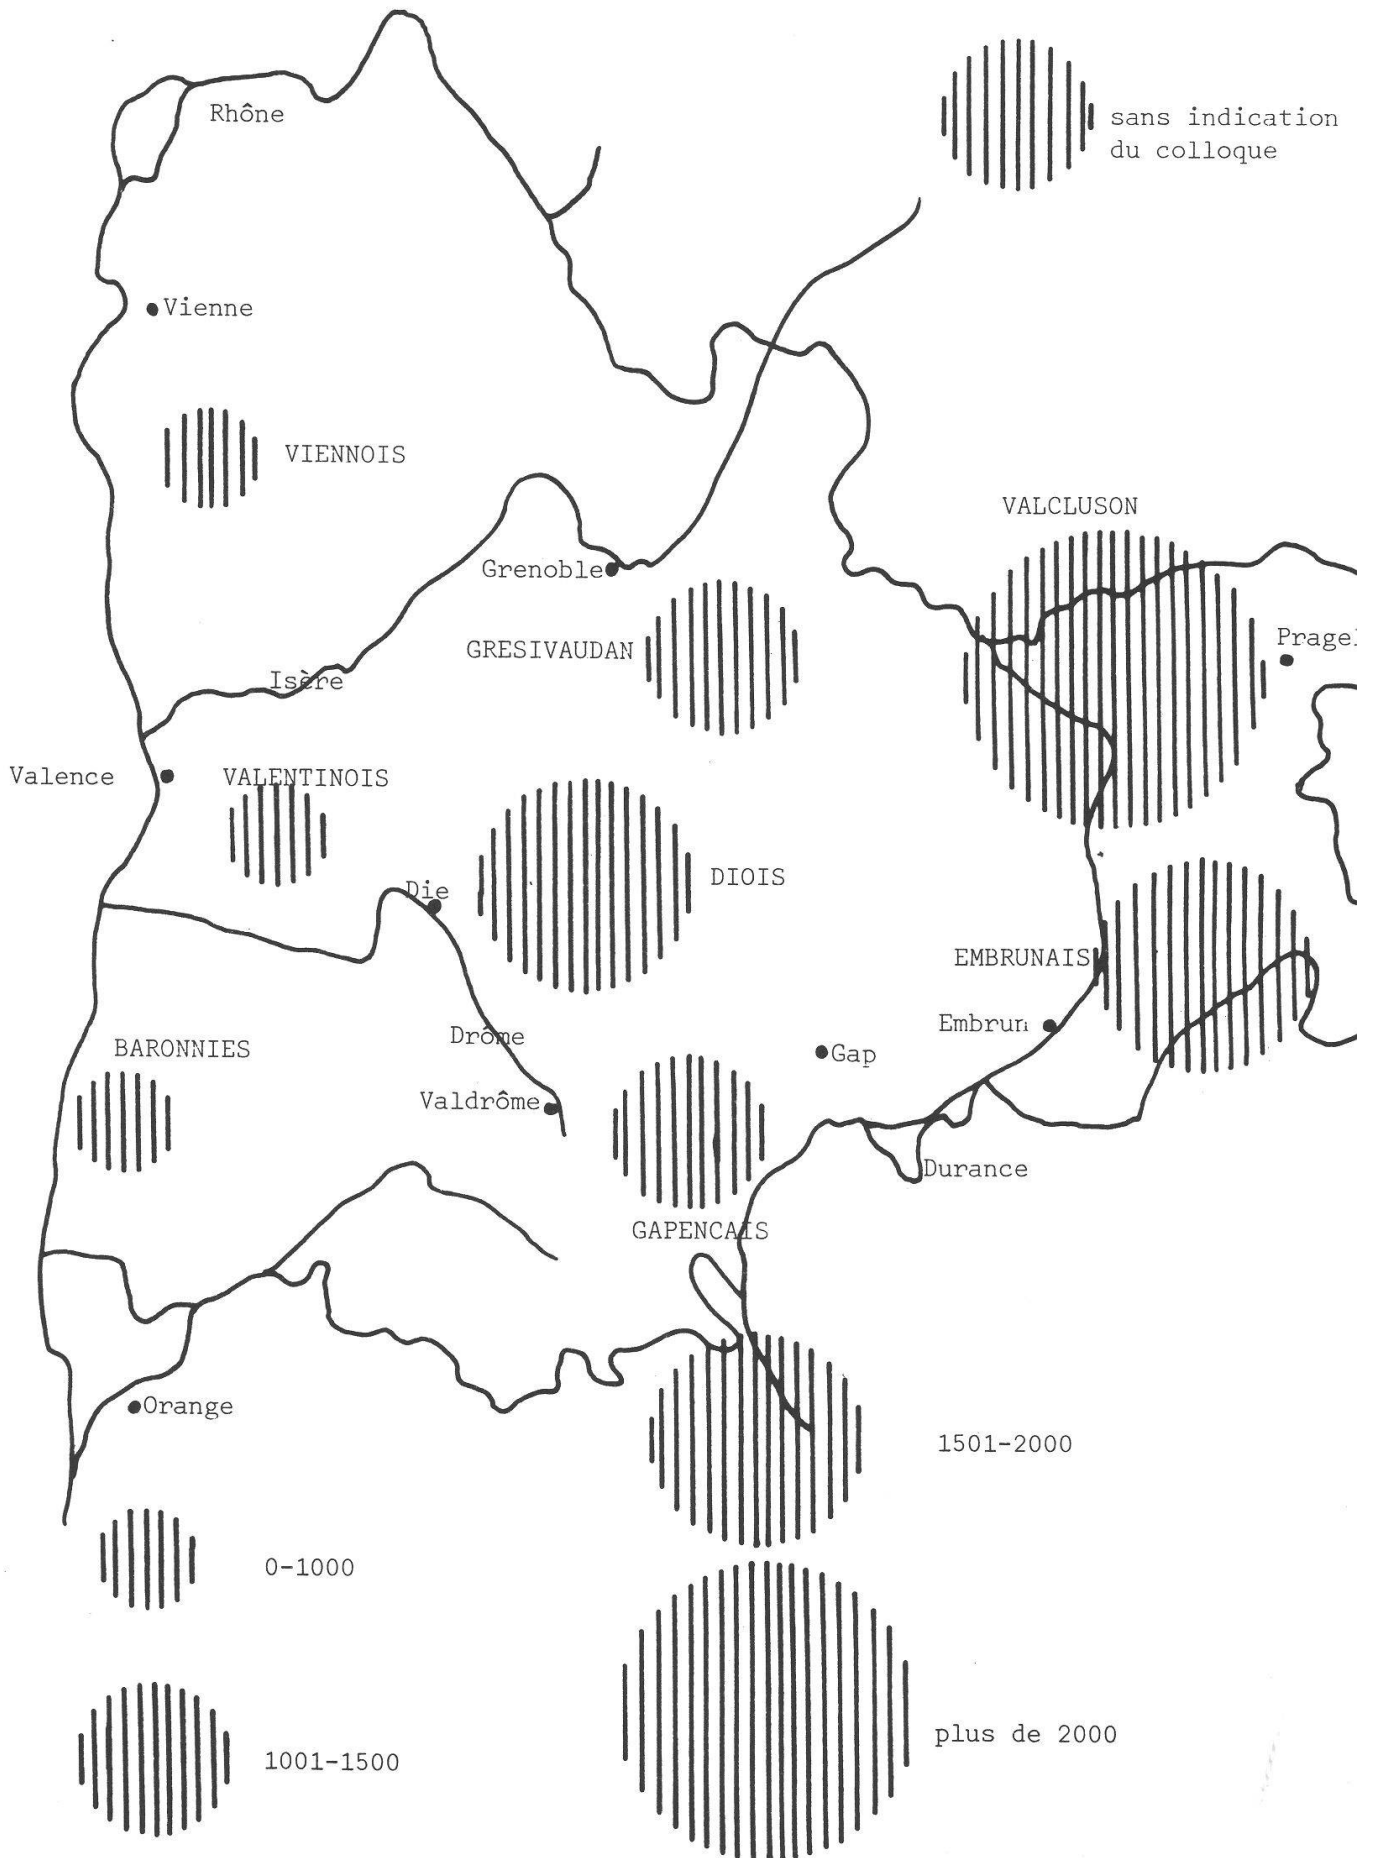 Rhône
sans indication
du colloque
Vienne
VIENNOIS
VALCLUSON
Grenoble
GRESIVAUDAN
Pragel
Isère
Valence
VALENTINOIS
Die
DIOIS
EMBRUNAIS
Embrun
Drôme
BARONNIES
Gap
Valdrôme
Durance
GAPENCAIS
Orange
1501-2000
0-1000
plus de 2000
1001-1500